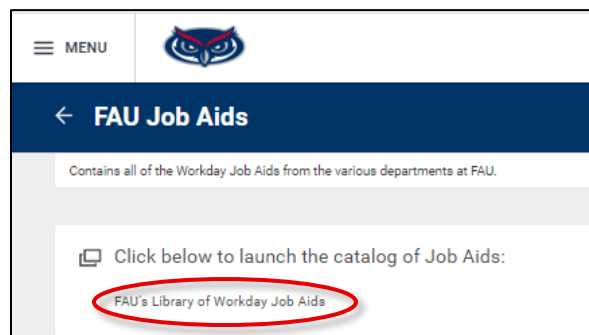 MENU
FAU Job Aids
Contains all of the Workday Job Aids from the various departments at FAU.
Click below to launch the catalog of Job Aids:
FAU's Library of Workday Job Aids